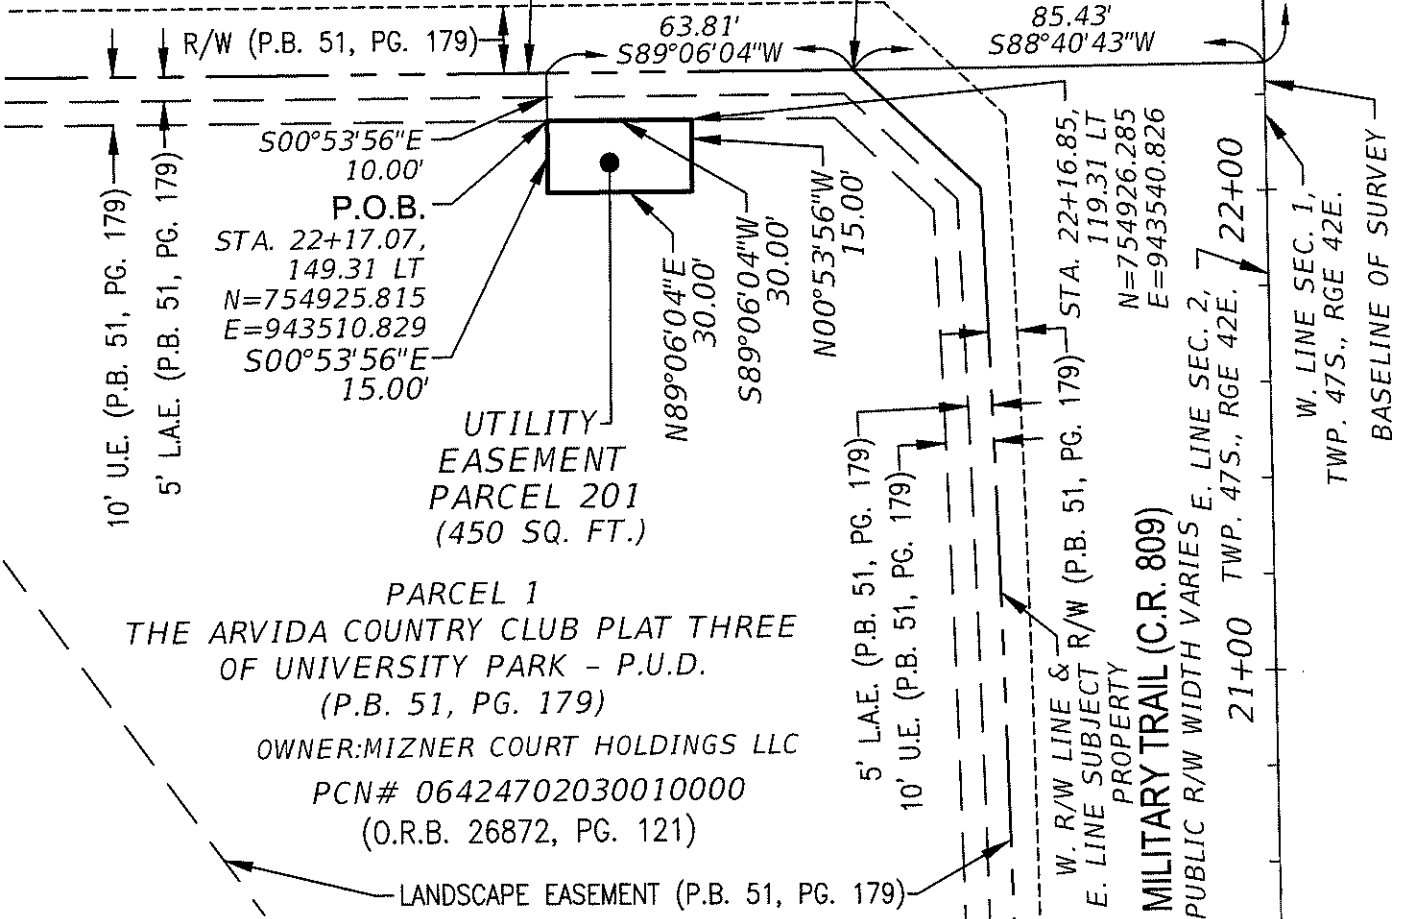 R/W (P.B. 51, PG. 179)
63.81'
S89°06'04"W
85.43'
S88°40'43"W
S00°53'56"E
10.00'
P.O.B.
STA. 22+17.07,
149.31 LT
N=754925.815
E=943510.829
S00°53'56"E
15.00'
10' U.E. (P.B. 51, PG. 179)
5' L.A.E. (P.B. 51, PG. 179)
N89°06'04"E
30.00'
S89°06'04"W
30.00'
N00°53'56"W
15.00'
STA. 22+16.85,
119.31 LT
N=754926.285
E=943540.826
UTILITY
EASEMENT
PARCEL 201
(450 SQ. FT.)
PARCEL 1
THE ARVIDA COUNTRY CLUB PLAT THREE
OF UNIVERSITY PARK - P.U.D.
(P.B. 51, PG. 179)
OWNER:MIZNER COURT HOLDINGS LLC
PCN# 06424702030010000
(O.R.B. 26872, PG. 121)
LANDSCAPE EASEMENT (P.B. 51, PG. 179)
5' L.A.E. (P.B. 51, PG. 179)
10' U.E. (P.B. 51, PG. 179)
R/W (P.B. 51, PG. 179)
W. R/W LINE &
E. LINE SUBJECT
PROPERTY
MILITARY TRAIL (C.R. 809)
PUBLIC R/W WIDTH VARIES
E. LINE SEC. 2,
TWP. 47S., RGE 42E.
21+00
22+00
W. LINE SEC. 1,
TWP. 47S., RGE 42E.
BASELINE OF SURVEY